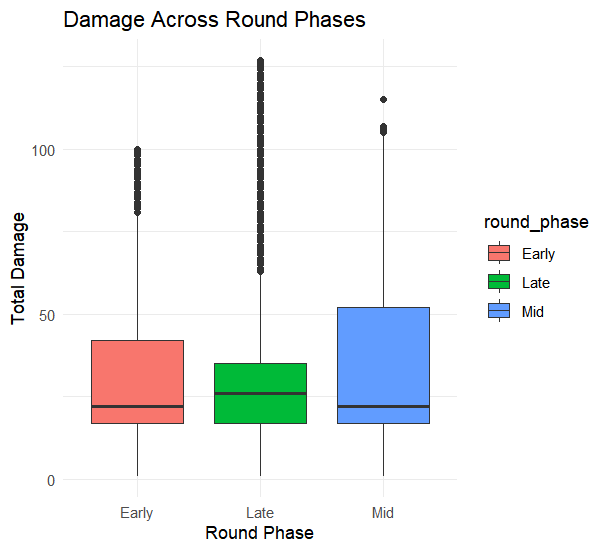 Damage Across Round Phases
Total Damage
100
50
0
Early
Late
Mid
Round Phase
round_phase
Early
Late
Mid